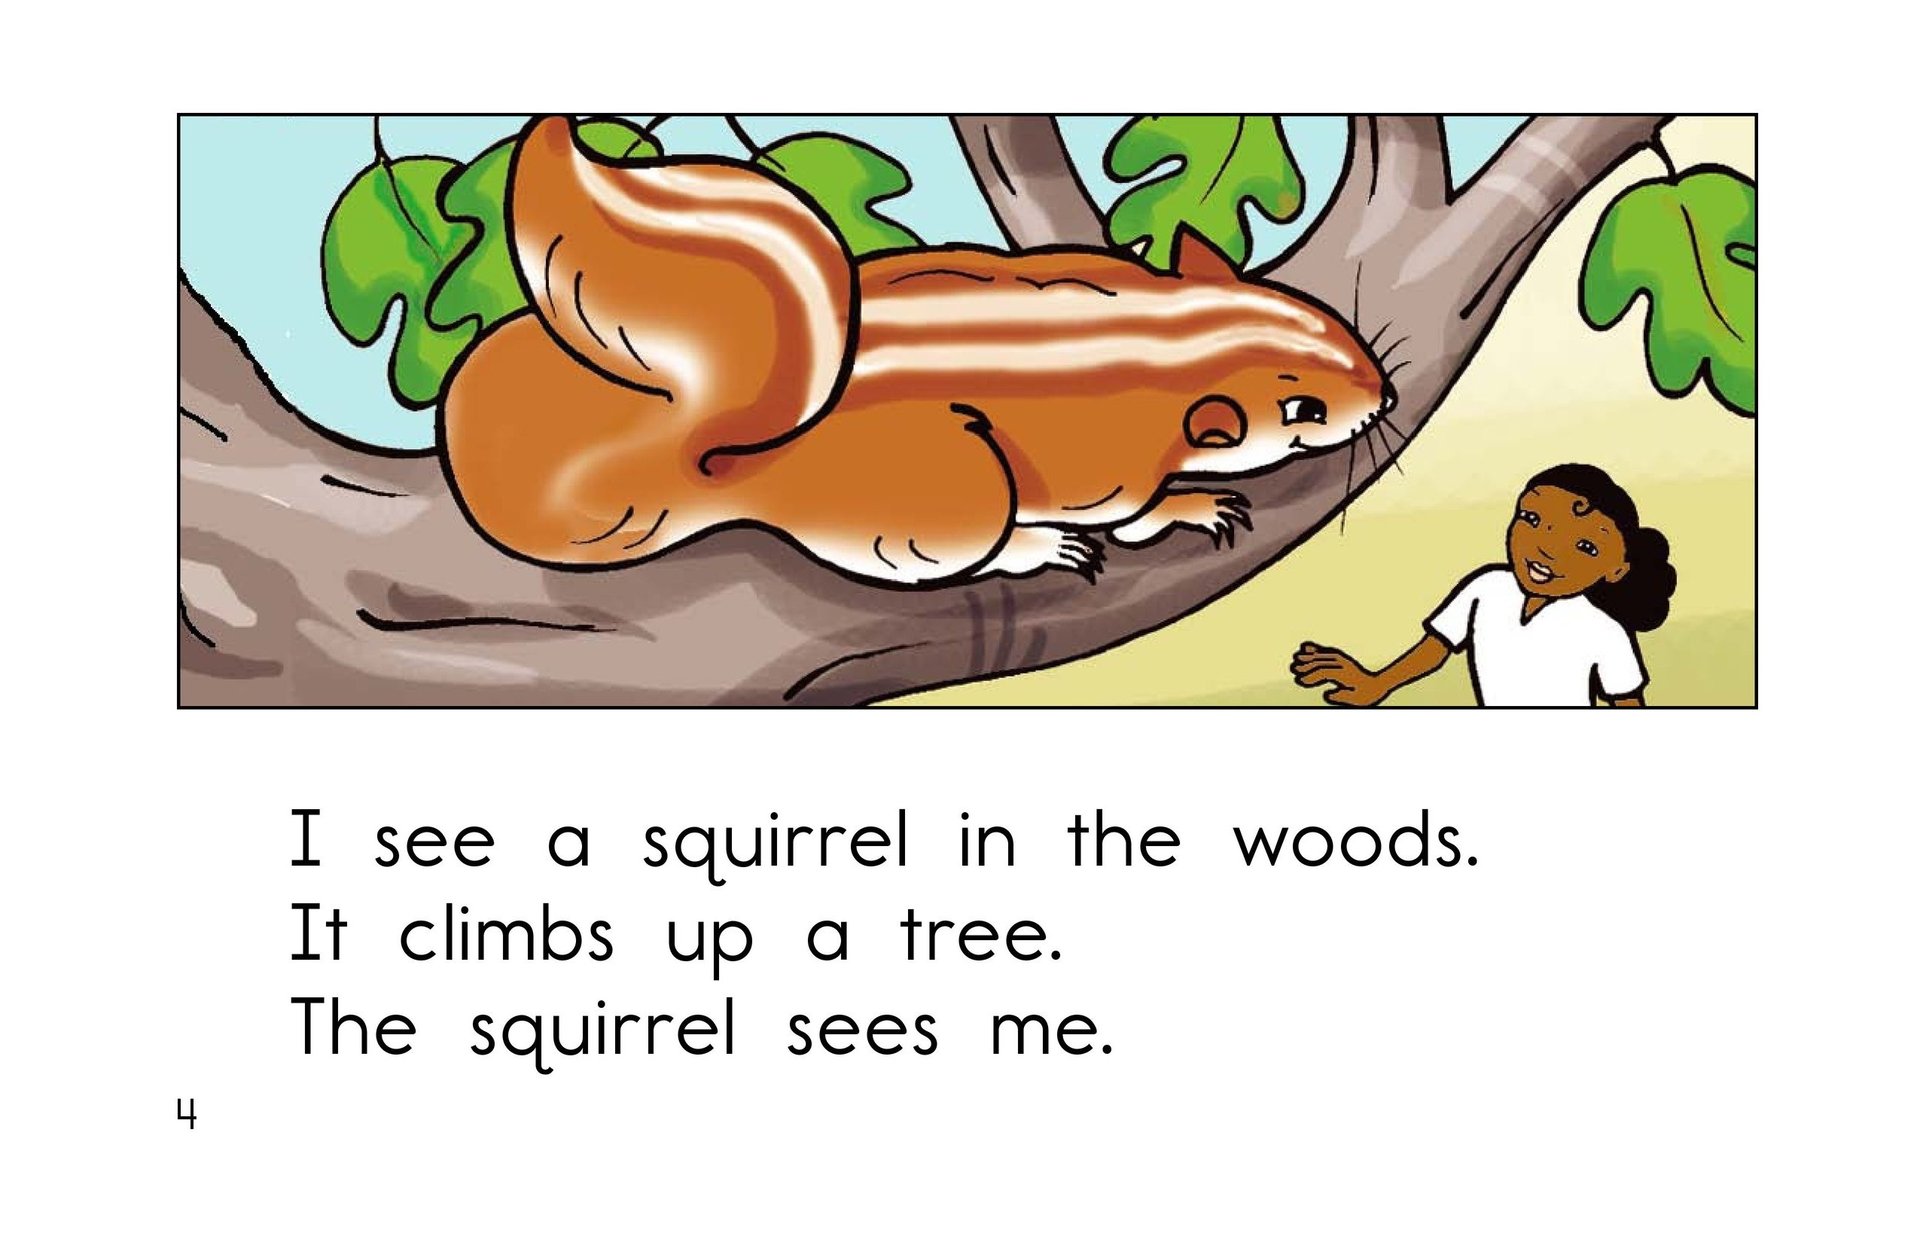 I see a squirrel in the woods.
It climbs up a tree.
The squirrel sees me.
4